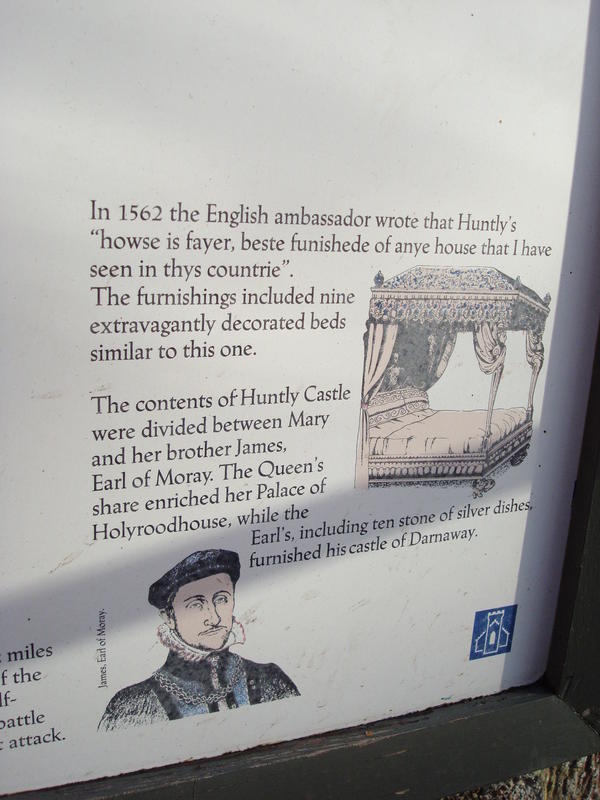 In 1562 the English ambassador wrote that Huntly's
“howse is fayer, beste funishede of anye house that I have
seen in thys countrie”.
The furnishings included nine
extravagantly decorated beds
similar to this one.
The contents of Huntly Castle
were divided between Mary
and her brother James,
Earl of Moray. The Queen's
share enriched her Palace of
Holyroodhouse, while the
Earl's, including ten stone of silver dishes,
furnished his castle of Darnaway.
James, Earl of Moray.
miles
f the
lf-
battle
attack.